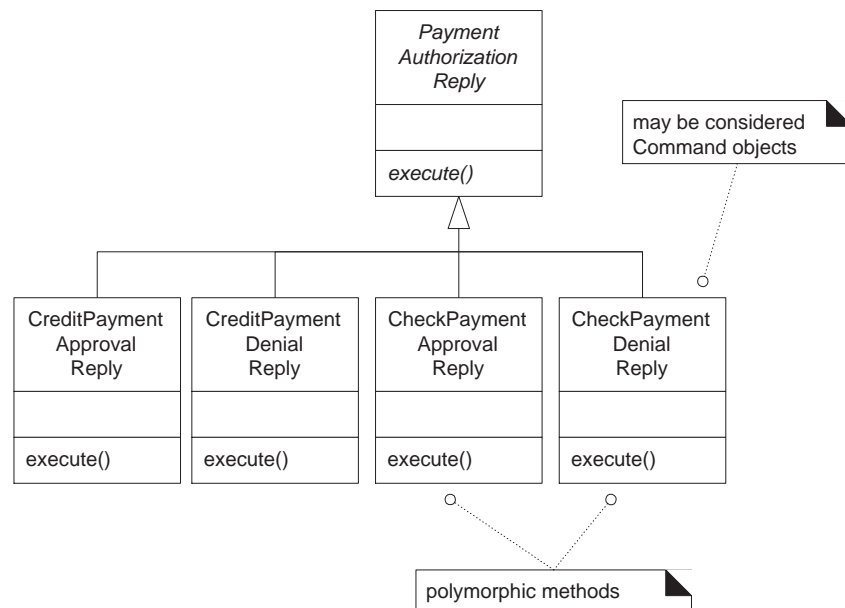 Payment
Authorization
Reply
execute()
may be considered
Command objects
CreditPayment
Approval
Reply
execute()
CreditPayment
Denial
Reply
execute()
CheckPayment
Approval
Reply
execute()
CheckPayment
Denial
Reply
execute()
polymorphic methods